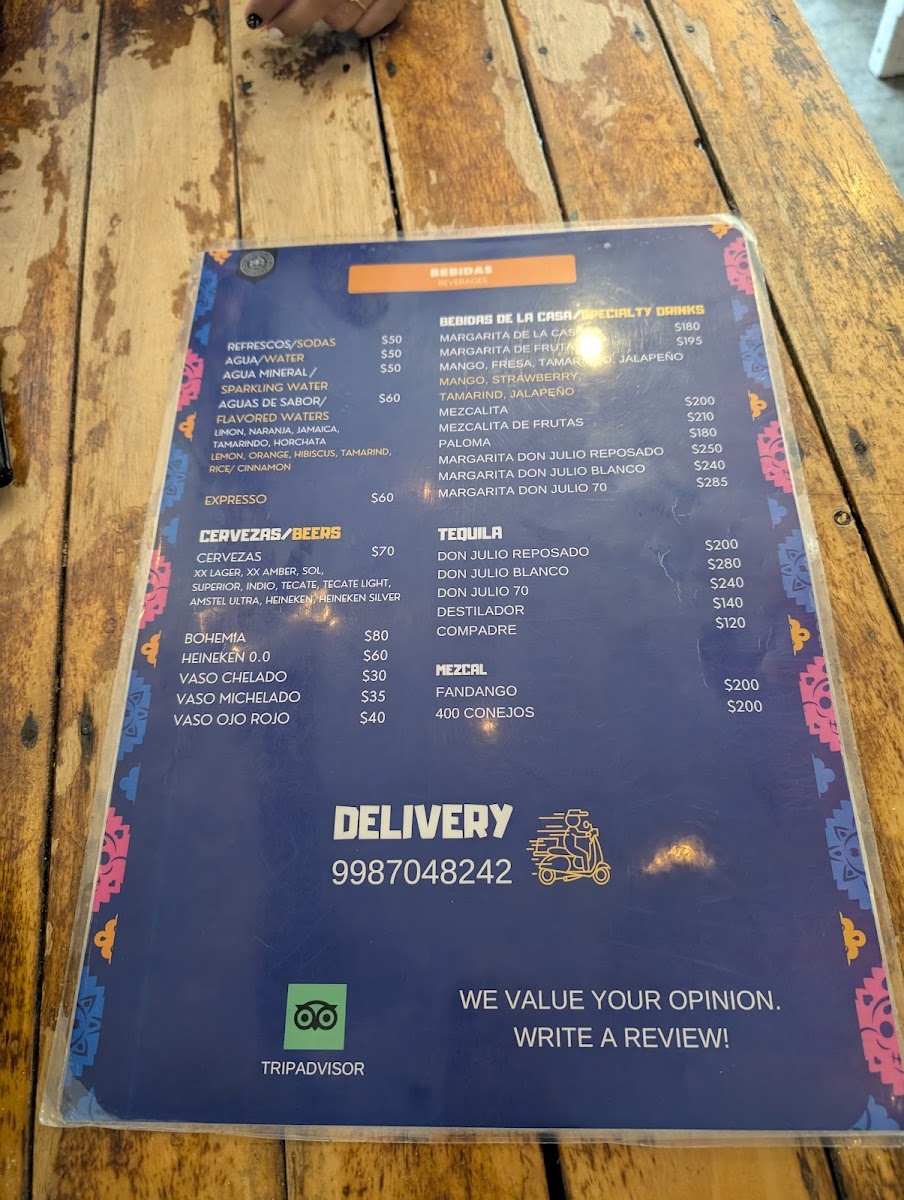 BEBIDAS
BEVERAGES
REFRESCOS/SODAS $50
AGUA/WATER $50
AGUA MINERAL / $50
SPARKLING WATER
AGUAS DE SABOR/ $60
FLAVORED WATERS
LIMON, NARANJA, JAMAICA,
TAMARINDO, HORCHATA
LEMON, ORANGE, HIBISCUS, TAMARIND,
RICE/ CINNAMON
EXPRESSO $60
CERVEZAS/BEERS
CERVEZAS $70
XX LAGER, XX AMBER, SOL,
SUPERIOR, INDIO, TECATE, TECATE LIGHT,
AMSTEL ULTRA, HEINEKEN, HEINEKEN SILVER
BOHEMIA $80
HEINEKEN 0.0 $60
VASO CHELADO $30
VASO MICHELADO $35
VASO OJO ROJO $40
BEBIDAS DE LA CASA/SPECIALTY DRINKS
MARGARITA DE LA $180
MARGARITA DE FRUTA $195
MANGO, FRESA, JALAPEÑO
MANGO, STRAWBERRY,
TAMARIND, JALAPEÑO
MEZCALITA $200
MEZCALITA DE FRUTAS $210
PALOMA $180
MARGARITA DON JULIO REPOSADO $250
MARGARITA DON JULIO BLANCO $240
MARGARITA DON JULIO 70 $285
TEQUILA
DON JULIO REPOSADO $200
DON JULIO BLANCO $280
DON JULIO 70 $240
DESTILADOR $140
COMPADRE $120
MEZCAL
FANDANGO $200
400 CONEJOS $200
DELIVERY
9987048242
TRIPADVISOR
WE VALUE YOUR OPINION.
WRITE A REVIEW!